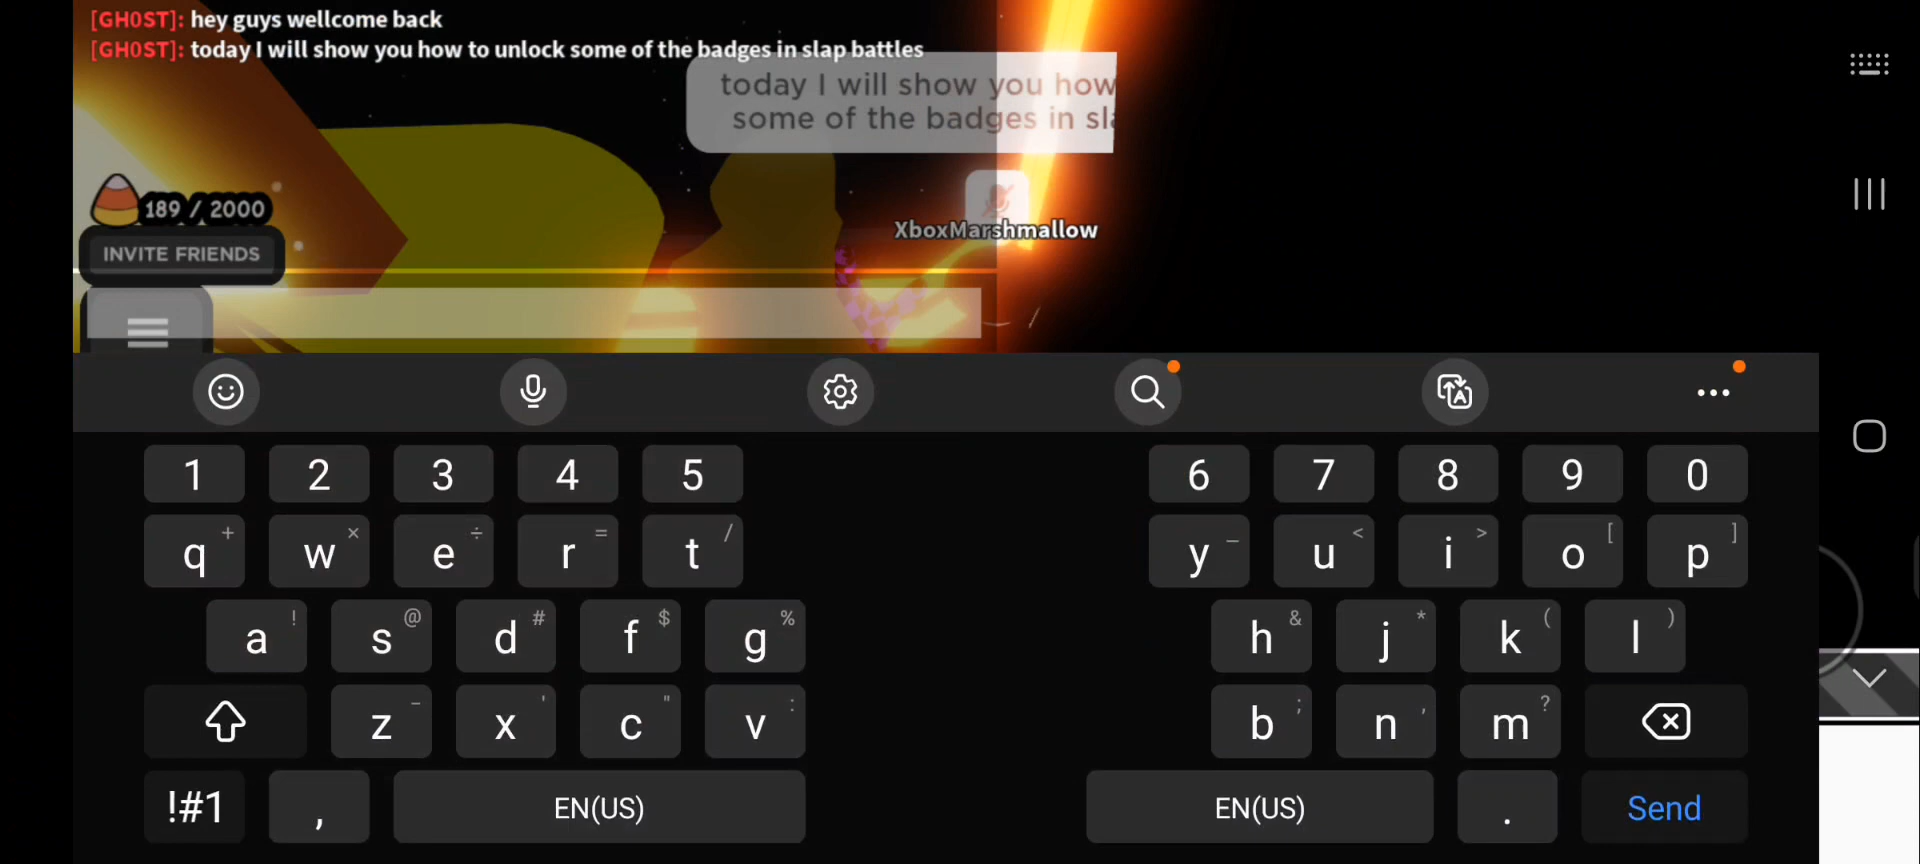 [GH0ST]: hey guys wellcome back
[GH0ST]: today I will show you how to unlock some of the badges in slap battles
today I will show you how
some of the badges in sla
189 / 2000
XboxMarshmallow
INVITE FRIENDS
1 2 3 4 5 6 7 8 9 0
q + w × e ÷ r = t / y _ u < i > o [ p ]
a ! s @ d # f $ g % h & j * k ( l )
z - x ' c " v : b ; n , m ?
!#1 , EN(US) EN(US) . Send